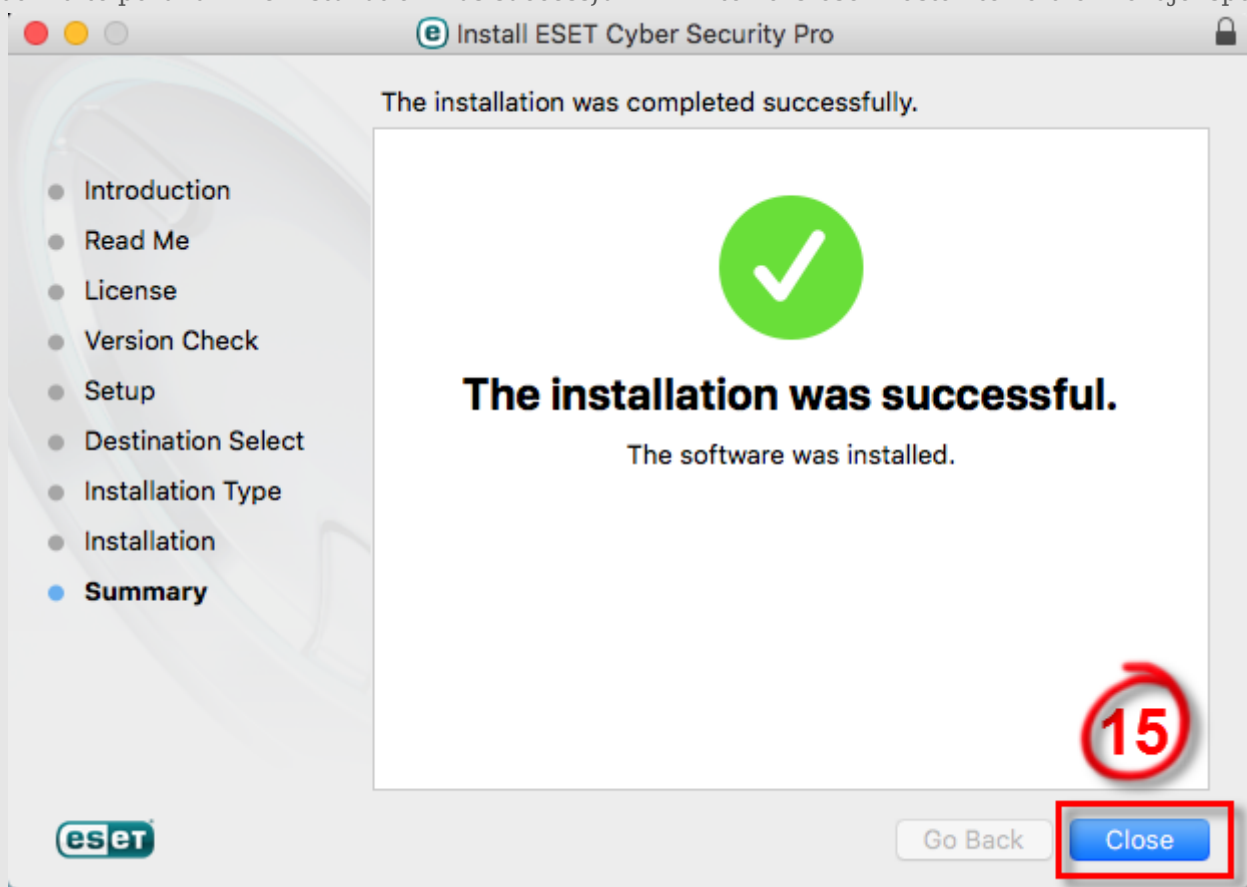 Install ESET Cyber Security Pro
The installation was completed successfully.
Introduction
Read Me
License
Version Check
Setup
Destination Select
Installation Type
Installation
Summary
The installation was successful.
The software was installed.
15
eset
Go Back
Close